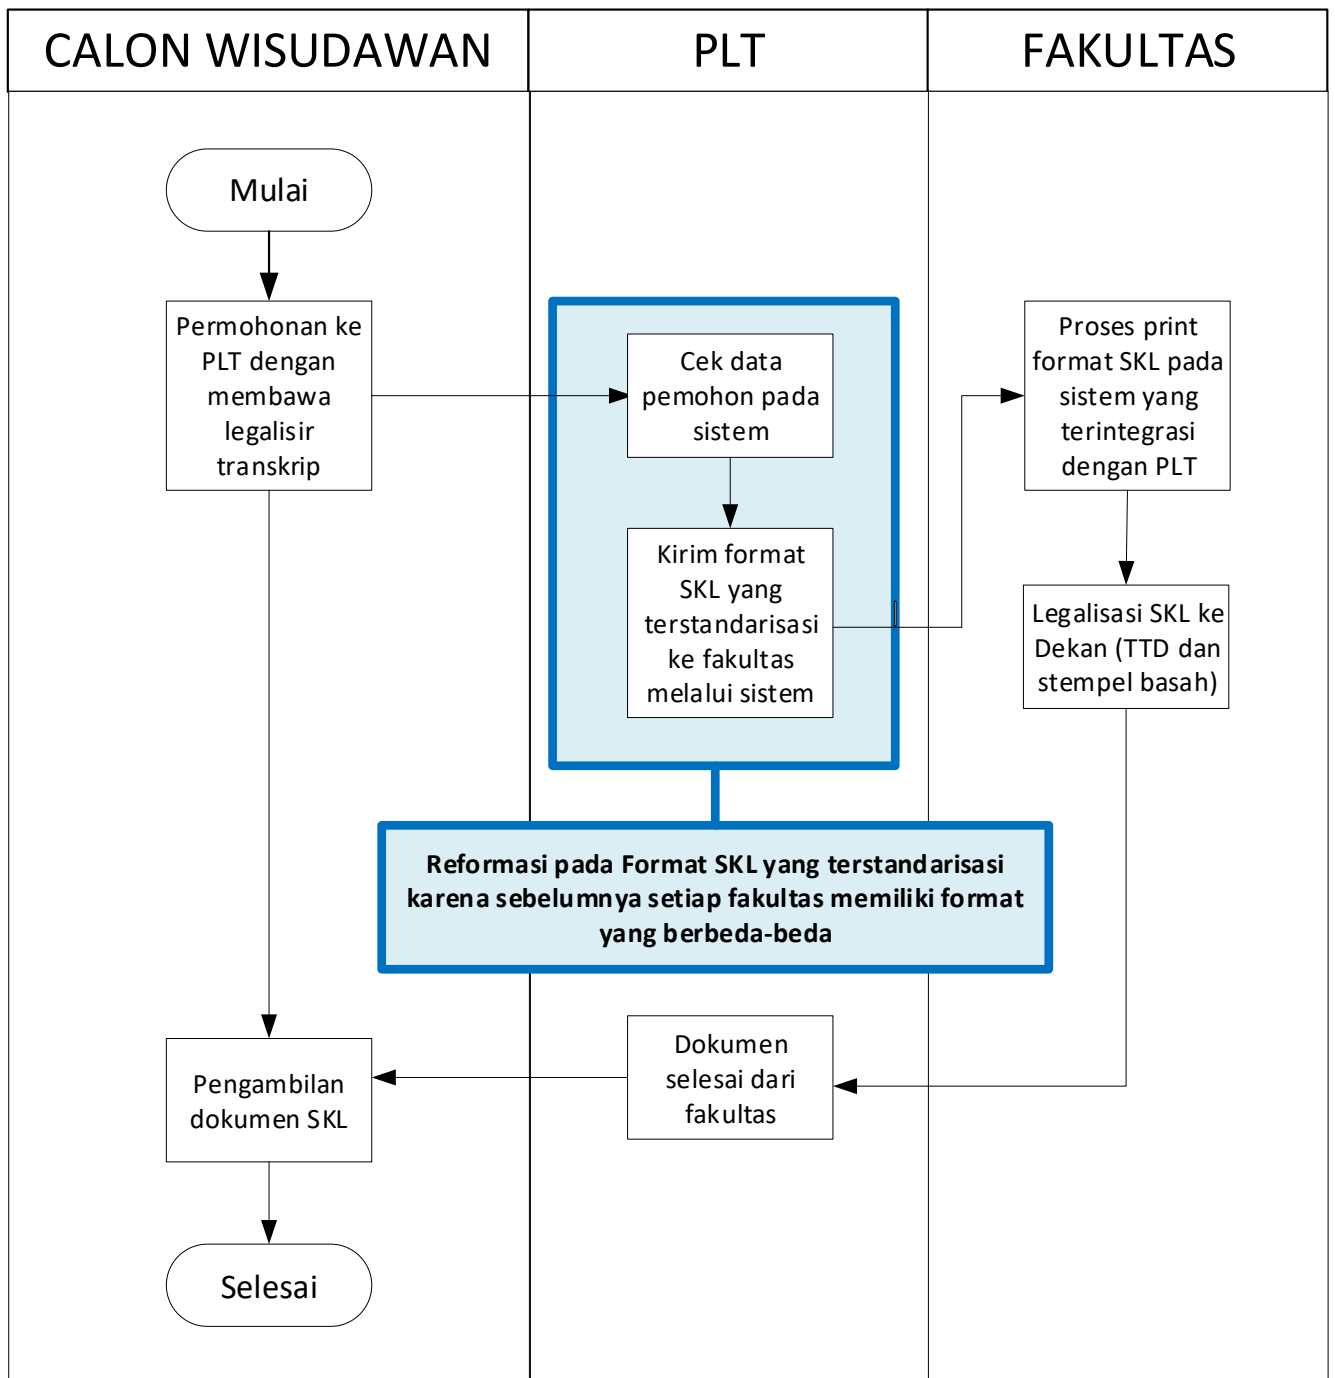 CALON WISUDAWAN
PLT
FAKULTAS
Mulai
Permohonan ke
PLT dengan
membawa
legalisir
transkrip
Cek data
pemohon pada
sistem
Kirim format
SKL yang
terstandarisasi
ke fakultas
melalui sistem
Proses print
format SKL pada
sistem yang
terintegrasi
dengan PLT
Legalisasi SKL ke
Dekan (TTD dan
stempel basah)
Reformasi pada Format SKL yang terstandarisasi
karena sebelumnya setiap fakultas memiliki format
yang berbeda-beda
Dokumen
selesai dari
fakultas
Pengambilan
dokumen SKL
Selesai